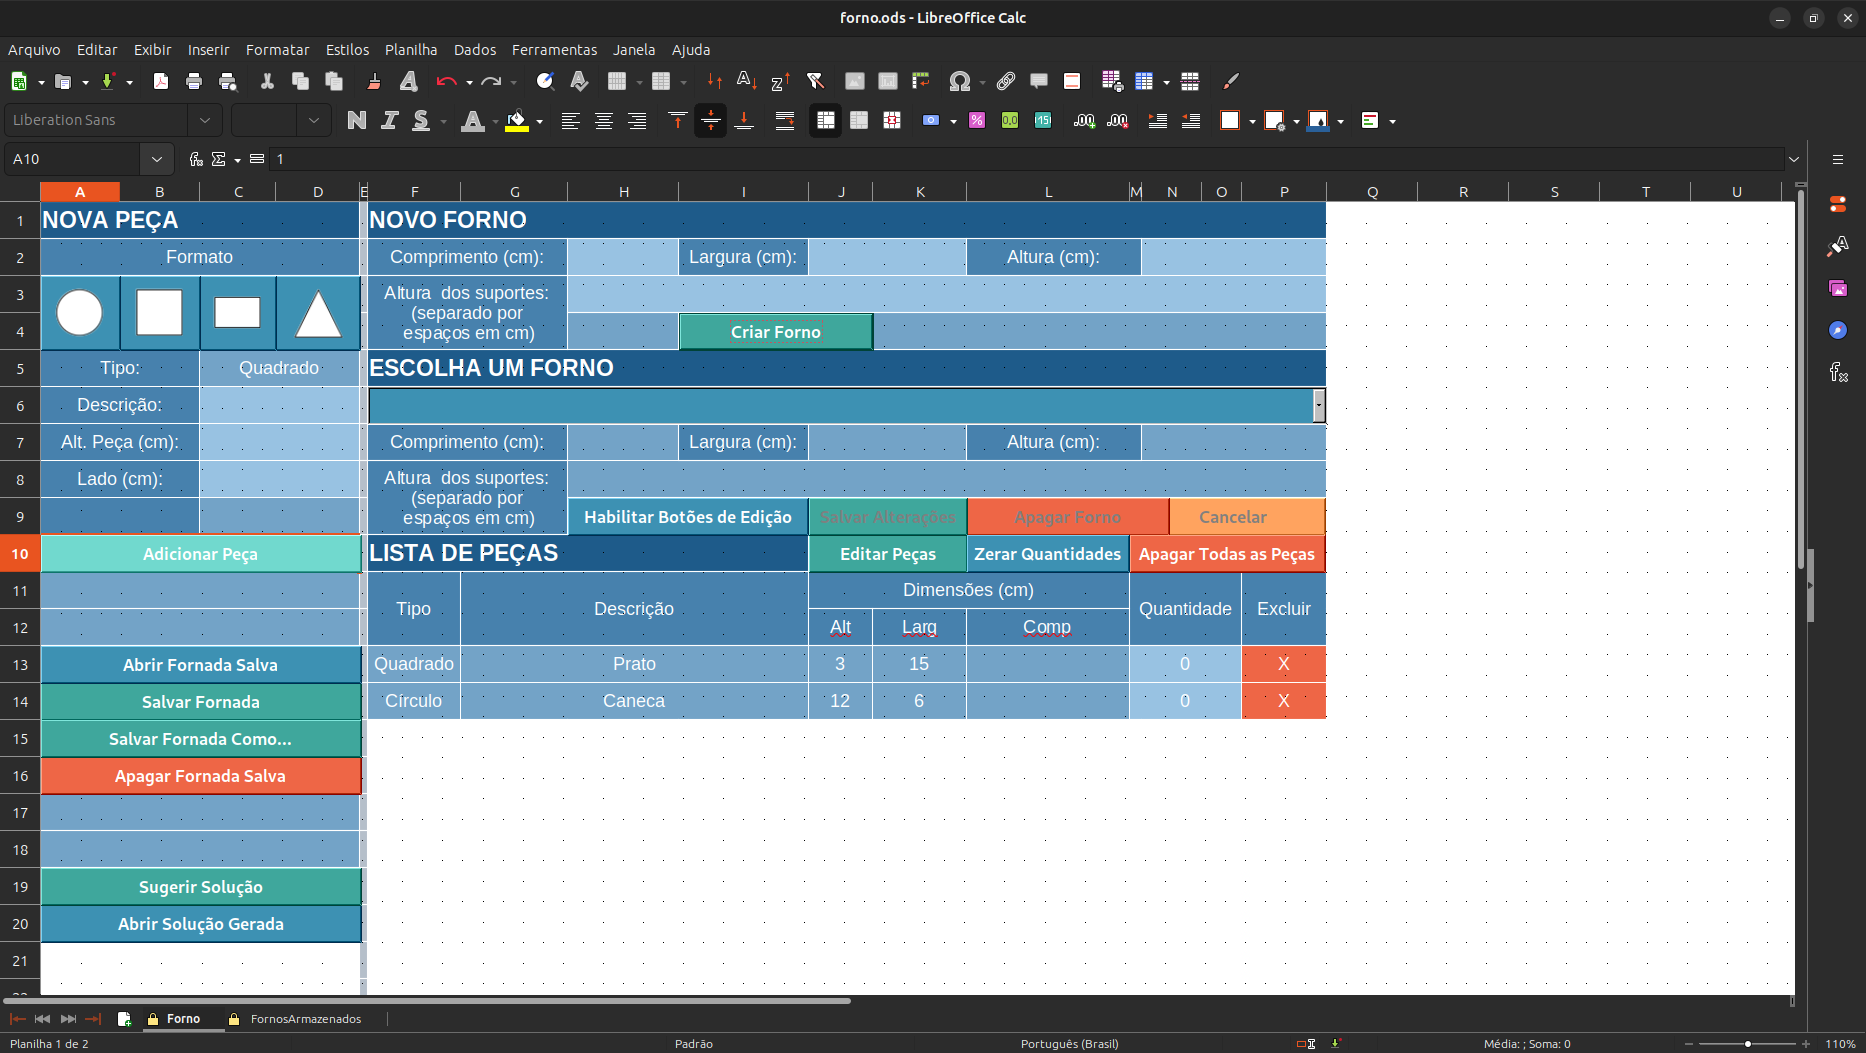 forno.ods - LibreOffice Calc
Arquivo Editar Exibir Inserir Formatar Estilos Planilha Dados Ferramentas Janela Ajuda
Liberation Sans
A10 1
A B C D E F G H I J K L M N O P Q R S T U
1 NOVA PEÇA NOVO FORNO
2 Formato Comprimento (cm): Largura (cm): Altura (cm):
3 Altura dos suportes:
(separado por
4 espaços em cm) Criar Forno
5 Tipo: Quadrado ESCOLHA UM FORNO
6 Descrição:
7 Alt. Peça (cm): Comprimento (cm): Largura (cm): Altura (cm):
8 Lado (cm): Altura dos suportes:
(separado por
9 espaços em cm) Habilitar Botões de Edição Salvar Alterações Apagar Forno Cancelar
10 Adicionar Peça LISTA DE PEÇAS Editar Peças Zerar Quantidades Apagar Todas as Peças
11 Dimensões (cm)
Tipo Descrição Quantidade Excluir
12 Alt Larg Comp
13 Abrir Fornada Salva Quadrado Prato 3 15 0 X
14 Salvar Fornada Círculo Caneca 12 6 0 X
15 Salvar Fornada Como...
16 Apagar Fornada Salva
17
18
19 Sugerir Solução
20 Abrir Solução Gerada
21
Forno FornosArmazenados
Planilha 1 de 2 Padrão Português (Brasil) Média: ; Soma: 0 110%